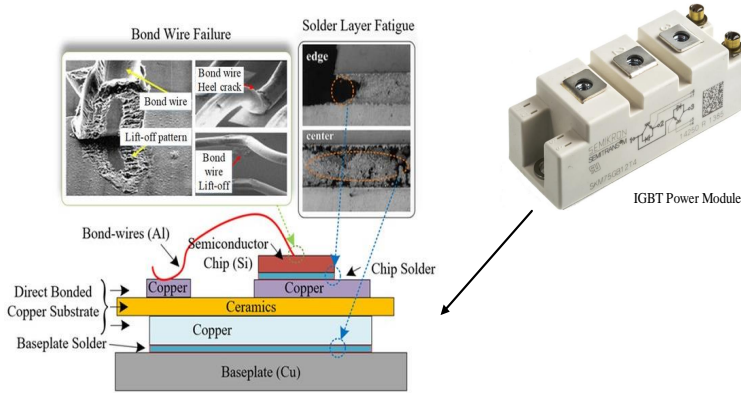 Bond Wire Failure
Solder Layer Fatigue
Bond wire
Heel crack
Bond wire
Lift-off pattern
Bond
wire
Lift-off
edge
center
SEMIKRON
IGBT Power Module
Bond-wires (Al)
Semiconductor
Chip (Si)
Chip Solder
Direct Bonded
Copper Substrate
Copper
Copper
Ceramics
Copper
Baseplate Solder
Baseplate (Cu)